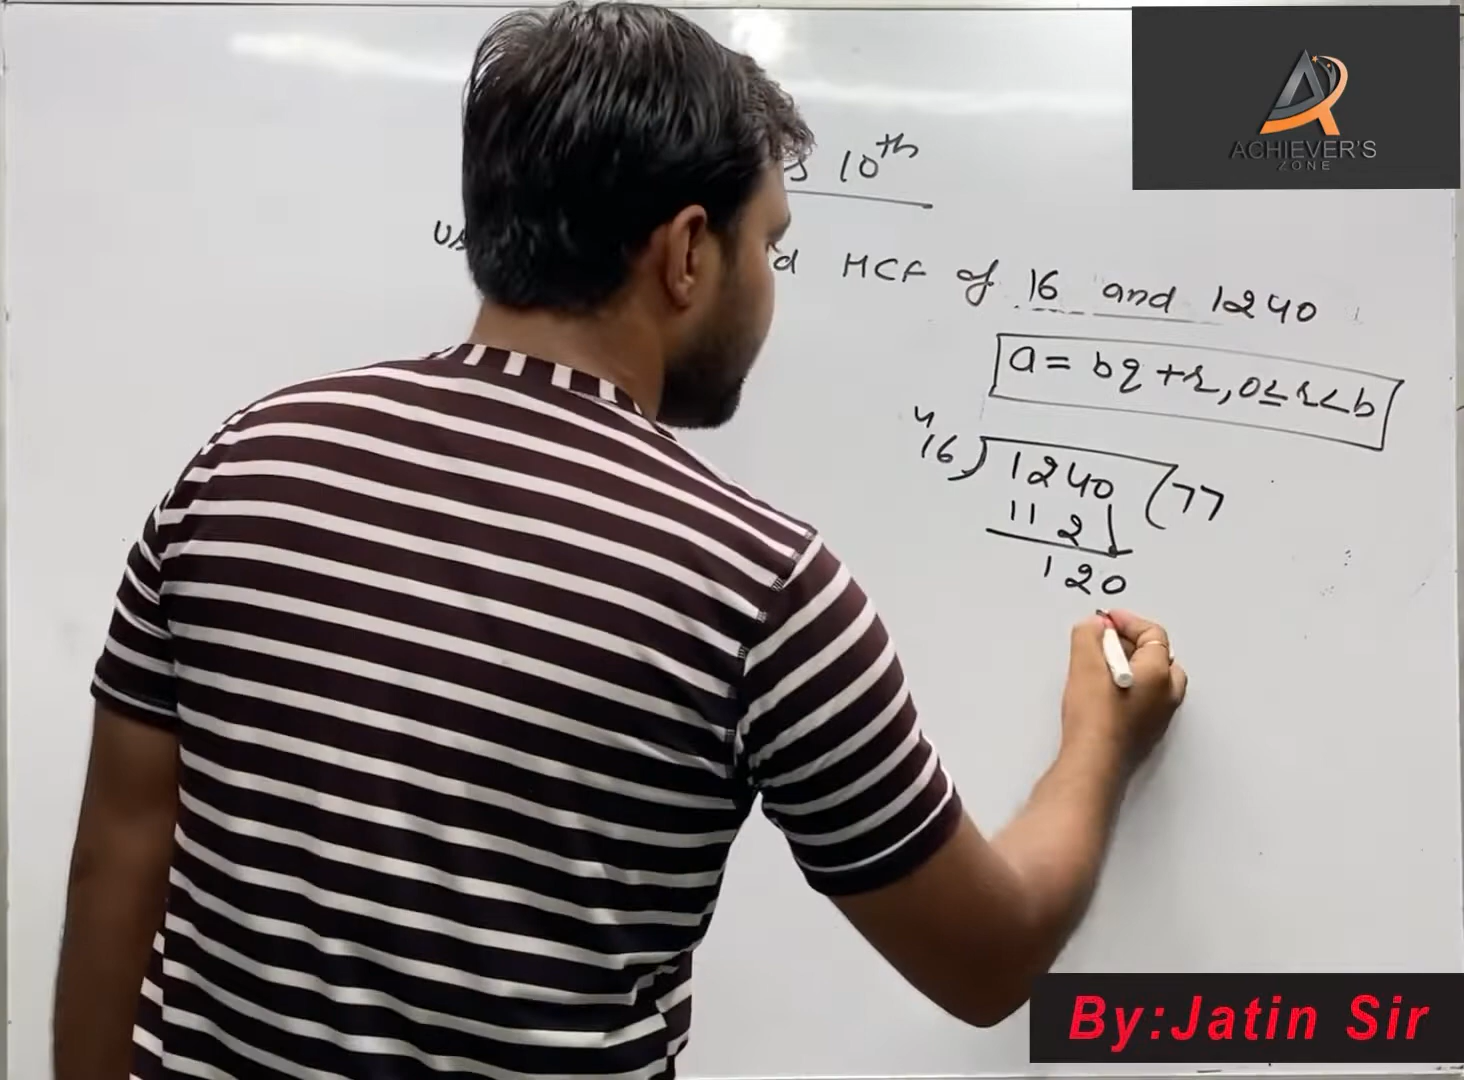 ACHIEVER'S
ZONE
10th
HCF of 16 and 1240
a = bq + r, 0 ≤ r < b
4
16) 1240 (77
112
120
By:Jatin Sir